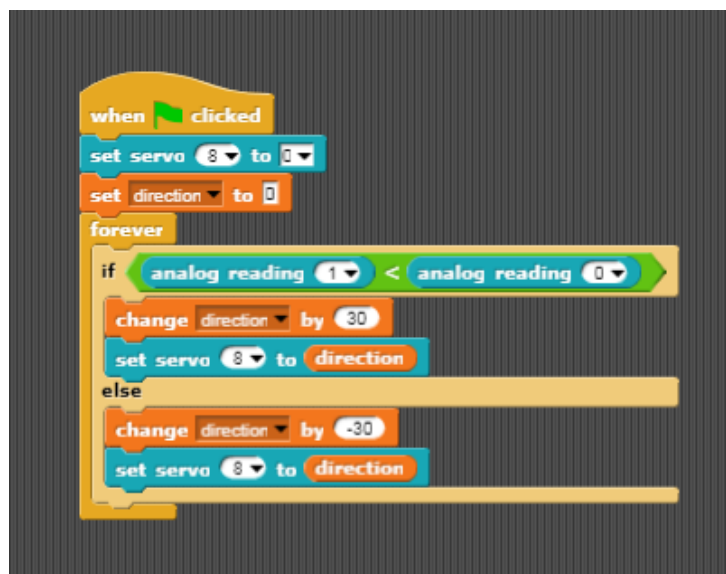 when clicked
set servo 8 to 0
set direction to 0
forever
if analog reading 1 < analog reading 0
change direction by 30
set servo 8 to direction
else
change direction by -30
set servo 8 to direction